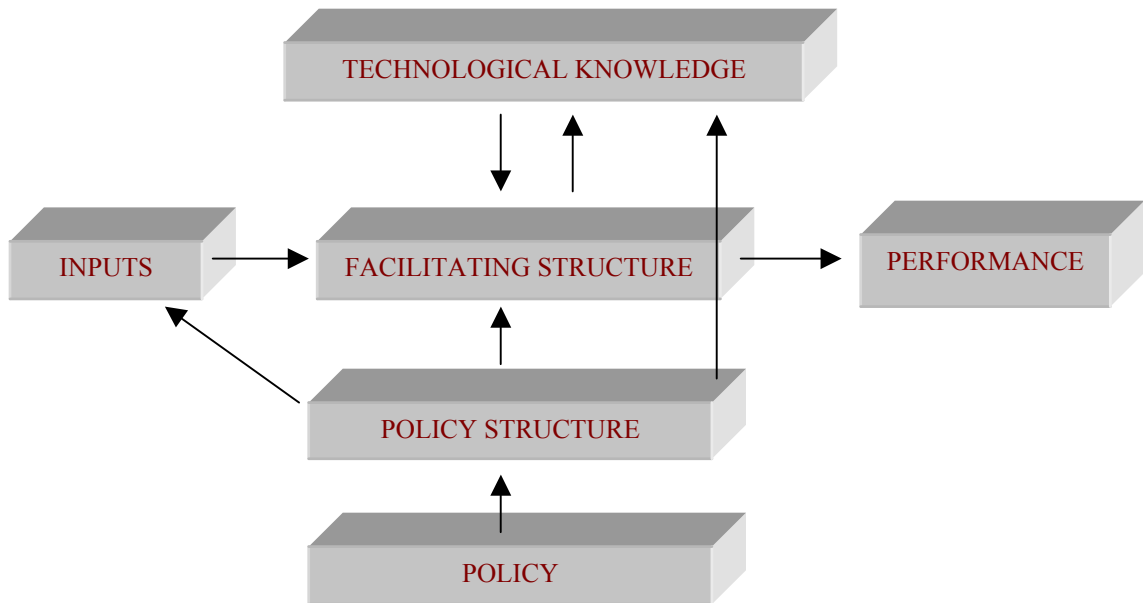 TECHNOLOGICAL KNOWLEDGE
INPUTS
FACILITATING STRUCTURE
PERFORMANCE
POLICY STRUCTURE
POLICY